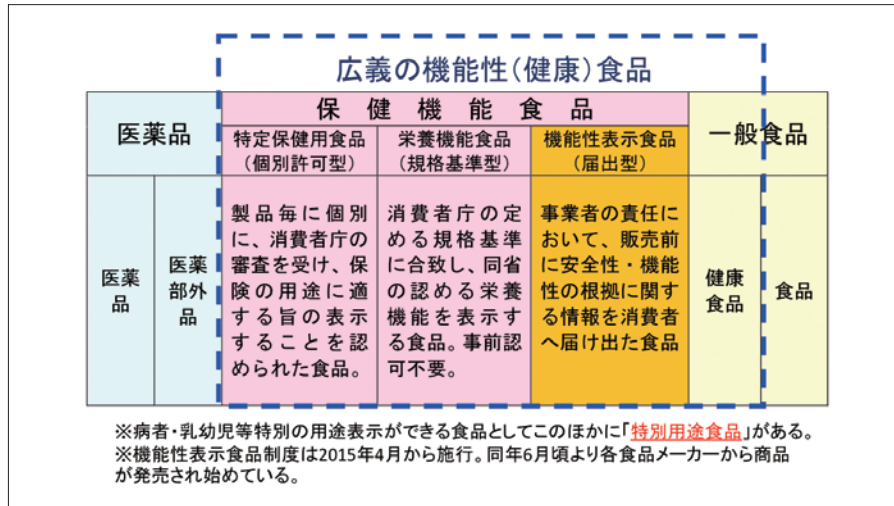 広義の機能性(健康)食品
医薬品
保健機能食品
一般食品
特定保健用食品
(個別許可型)
栄養機能食品
(規格基準型)
機能性表示食品
(届出型)
医薬
品
医薬
部外
品
製品毎に個別
に、消費者庁の
審査を受け、保
険の用途に適
する旨の表示
することを認
められた食品。
消費者庁の定
める規格基準
に合致し、同省
の認める栄養
機能を表示す
る食品。事前認
可不要。
事業者の責任に
おいて、販売前
に安全性・機能
性の根拠に関す
る情報を消費者
へ届け出た食品
健康
食品
食品
※病者・乳幼児等特別の用途表示ができる食品としてこのほかに「特別用途食品」がある。
※機能性表示食品制度は2015年4月から施行。同年6月頃より各食品メーカーから商品
が発売され始めている。